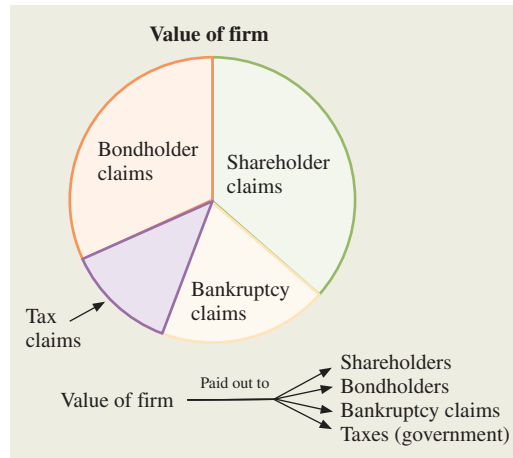 Value of firm
Bondholder
claims
Shareholder
claims
Bankruptcy
claims
Tax
claims
Value of firm
Paid out to
Shareholders
Bondholders
Bankruptcy claims
Taxes (government)